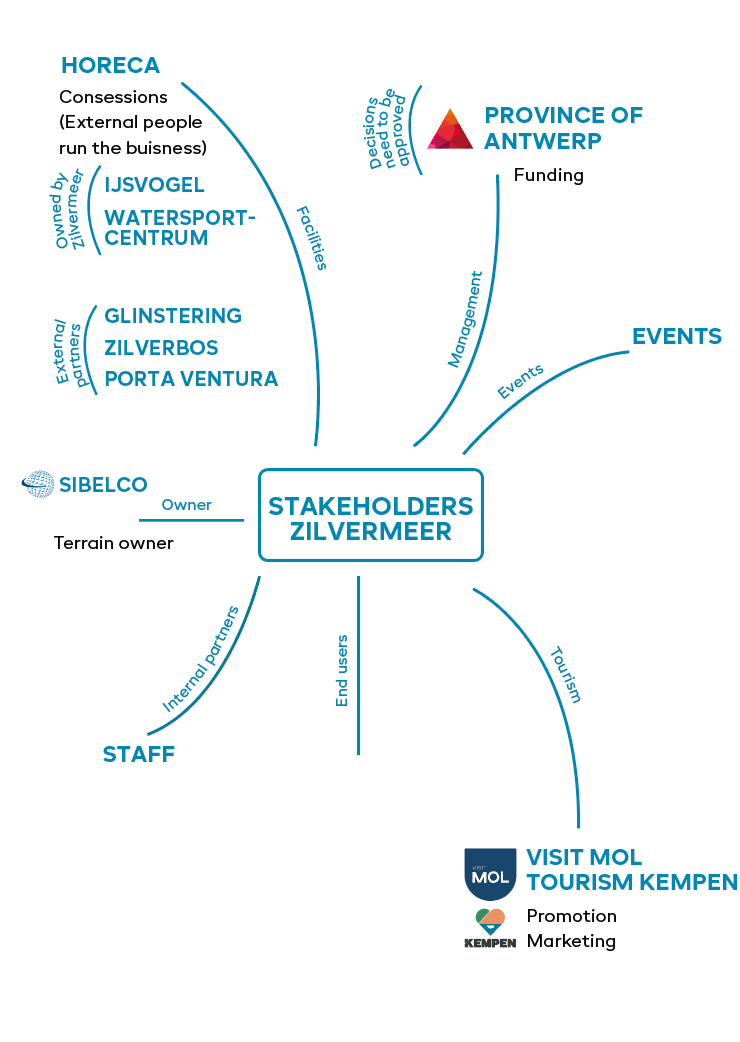 HORECA
Consessions
(External people
run the buisness)
Owned by
Zilvermeer
IJSVOGEL
WATERSPORT-
CENTRUM
External
partners
GLINSTERING
ZILVERBOS
PORTA VENTURA
Facilities
Decisions
need to be
approved
PROVINCE OF
ANTWERP
Funding
Management
EVENTS
Events
SIBELCO
Owner
Terrain owner
STAKEHOLDERS
ZILVERMEER
Internal partners
STAFF
End users
Tourism
VISIT
MOL
VISIT MOL
TOURISM KEMPEN
KEMPEN
Promotion
Marketing